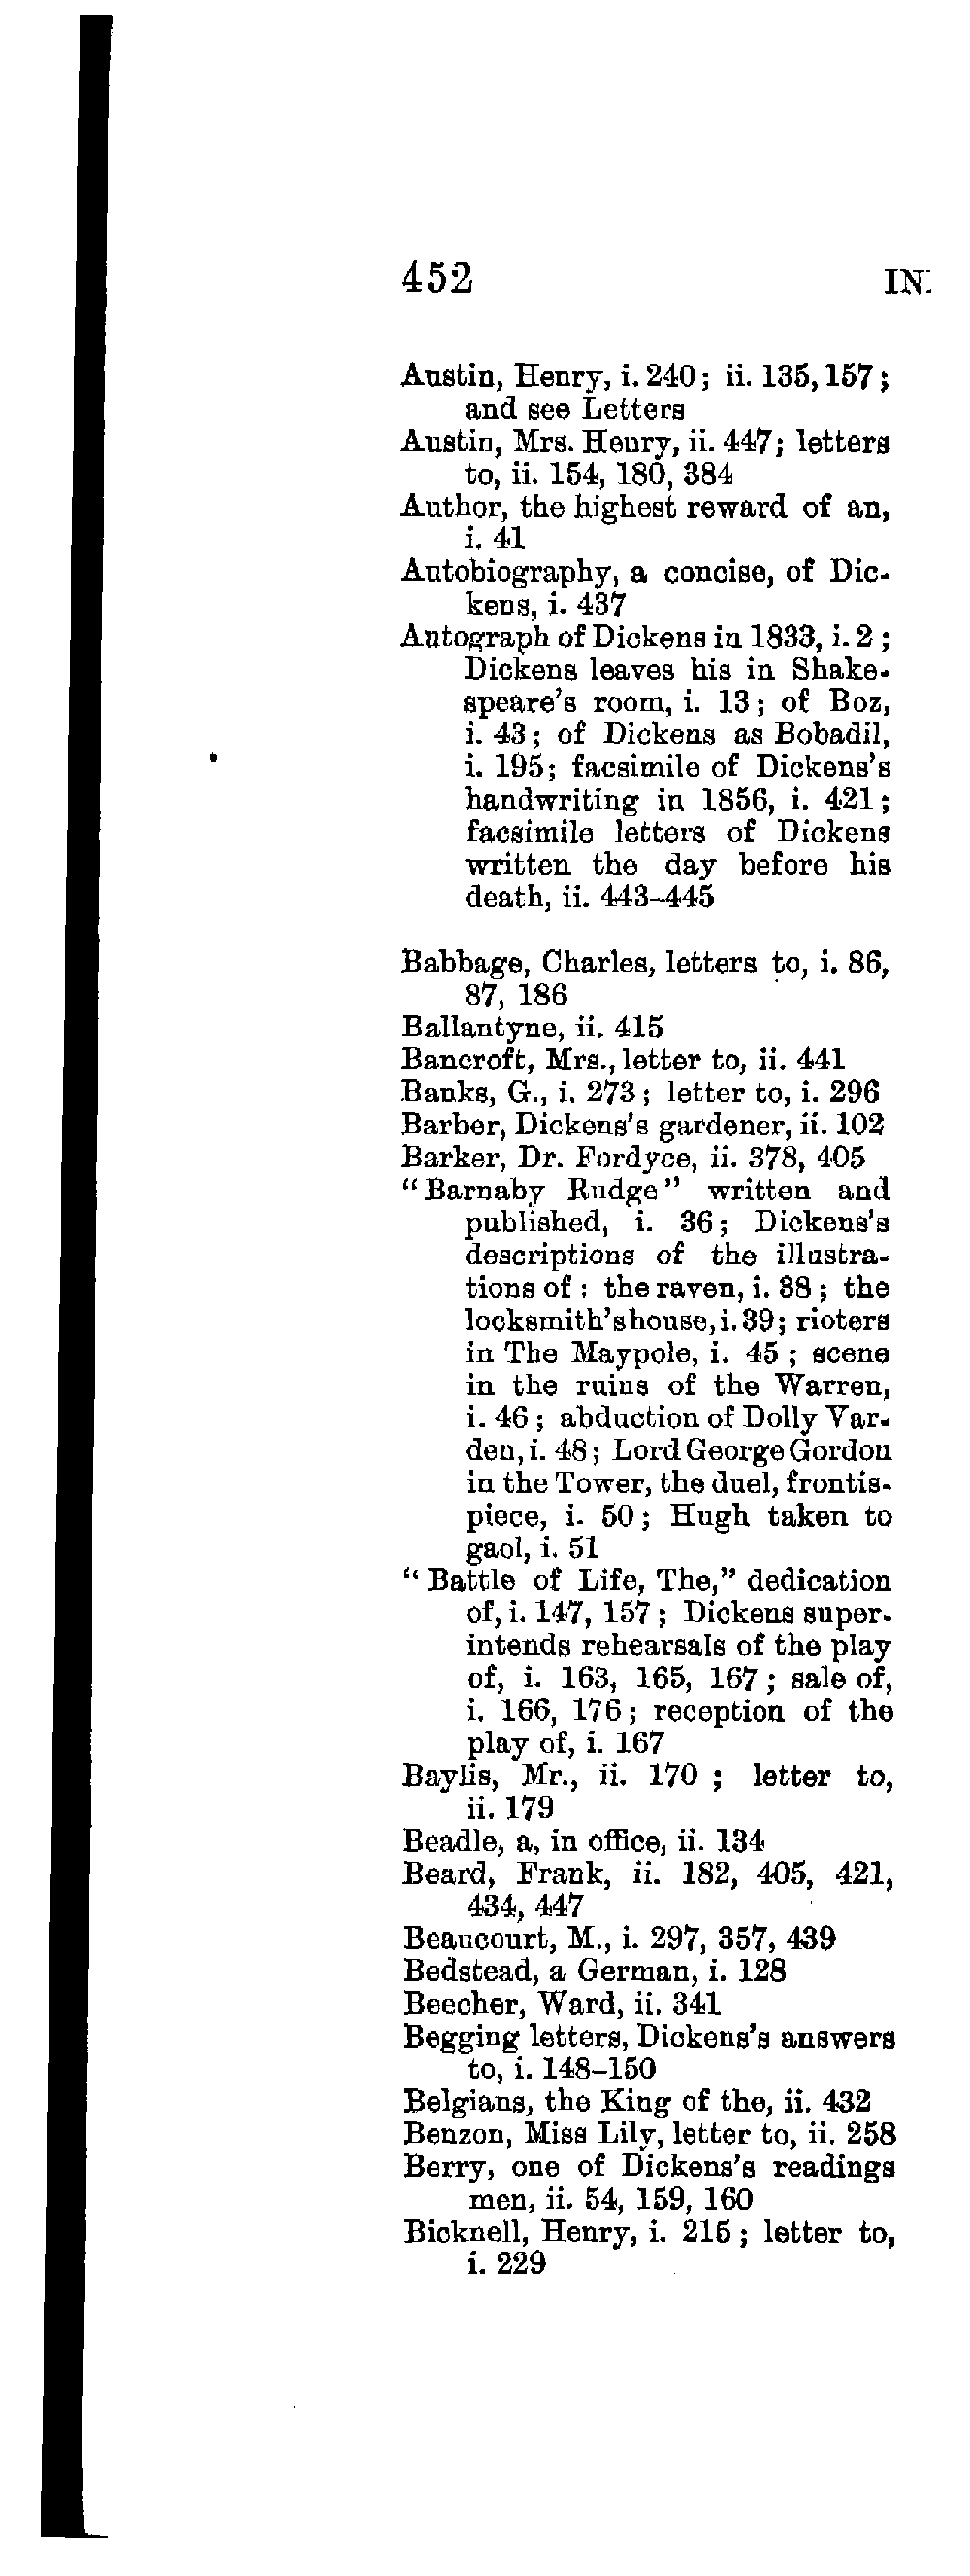 452
IN
Austin, Henry, i. 240; ii. 135, 157;
and see Letters
Austin, Mrs. Henry, ii. 447; letters
to, ii. 154, 180, 384
Author, the highest reward of an,
i. 41
Autobiography, a concise, of Dic-
kens, i. 437
Autograph of Dickens in 1833, i. 2;
Dickens leaves his in Shake-
speare's room, i. 13; of Boz,
i. 43; of Dickens as Bobadil,
i. 195; facsimile of Dickens's
handwriting in 1856, i. 421;
facsimile letters of Dickens
written the day before his
death, ii. 443–445
Babbage, Charles, letters to, i. 86,
87, 186
Ballantyne, ii. 415
Bancroft, Mrs., letter to, ii. 441
Banks, G., i. 273; letter to, i. 296
Barber, Dickens's gardener, ii. 102
Barker, Dr. Fordyce, ii. 378, 405
"Barnaby Rudge" written and
published, i. 36; Dickens's
descriptions of the illustra-
tions of: the raven, i. 38; the
locksmith's house, i. 39; rioters
in The Maypole, i. 45; scene
in the ruins of the Warren,
i. 46; abduction of Dolly Var-
den, i. 48; Lord George Gordon
in the Tower, the duel, frontis-
piece, i. 50; Hugh taken to
gaol, i. 51
"Battle of Life, The," dedication
of, i. 147, 157; Dickens super-
intends rehearsals of the play
of, i. 163, 165, 167; sale of,
i. 166, 176; reception of the
play of, i. 167
Baylis, Mr., ii. 170; letter to,
ii. 179
Beadle, a, in office, ii. 134
Beard, Frank, ii. 182, 405, 421,
434, 447
Beaucourt, M., i. 297, 357, 439
Bedstead, a German, i. 128
Beecher, Ward, ii. 341
Begging letters, Dickens's answers
to, i. 148–150
Belgians, the King of the, ii. 432
Benzon, Miss Lily, letter to, ii. 258
Berry, one of Dickens's readings
men, ii. 54, 159, 160
Bicknell, Henry, i. 215; letter to,
i. 229